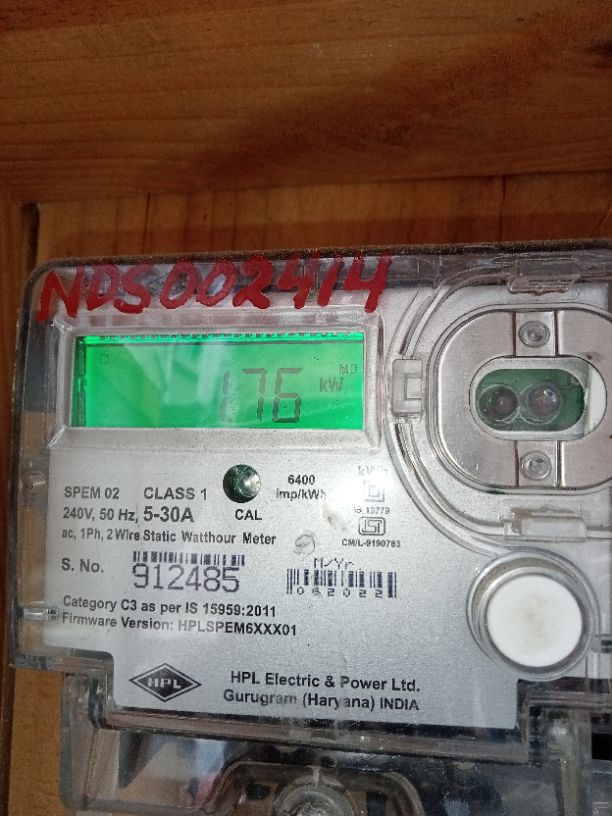 NDS002414
MD
1.76 kW
6400
imp/kWh
SPEM 02 CLASS 1
240V, 50 Hz, 5-30A CAL
IS 13779
CM/L-9190783
ac, 1Ph, 2 Wire Static Watthour Meter
S. No. 912485
M/Yr
062022
Category C3 as per IS 15959:2011
Firmware Version: HPLSPEM6XXX01
HPL
HPL Electric & Power Ltd.
Gurugram (Haryana) INDIA